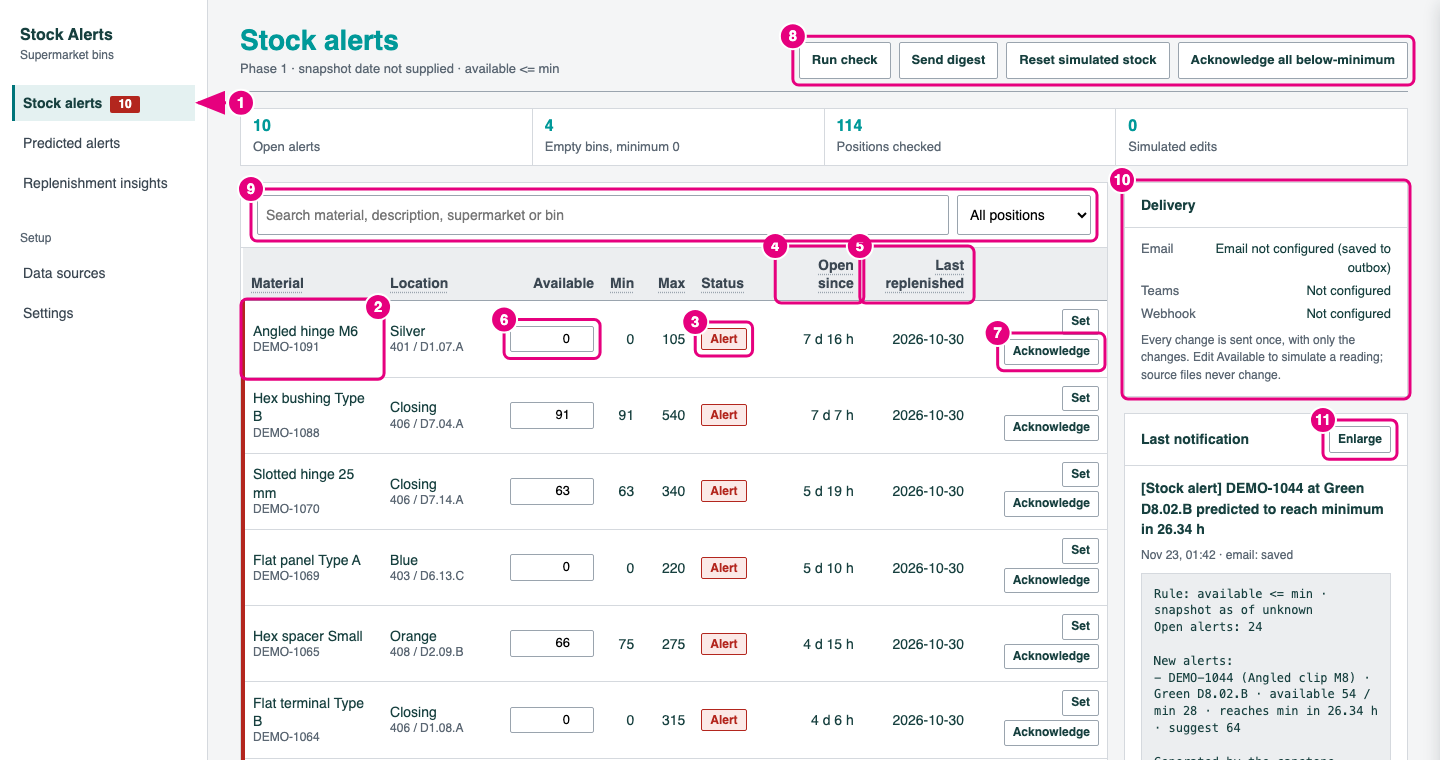 Stock Alerts
Supermarket bins
Stock alerts 10
Predicted alerts
Replenishment insights
Setup
Data sources
Settings
1
Stock alerts
Phase 1 · snapshot date not supplied · available <= min
8
Run check
Send digest
Reset simulated stock
Acknowledge all below-minimum
10
Open alerts
4
Empty bins, minimum 0
114
Positions checked
0
Simulated edits
9
Search material, description, supermarket or bin
All positions
4
5
Material Location Available Min Max Status Open since Last replenished
2
6
3
7
Angled hinge M6
DEMO-1091
Silver
401 / D1.07.A
0 0 105 Alert 7 d 16 h 2026-10-30
Set
Acknowledge
Hex bushing Type B
DEMO-1088
Closing
406 / D7.04.A
91 91 540 Alert 7 d 7 h 2026-10-30
Set
Acknowledge
Slotted hinge 25 mm
DEMO-1070
Closing
406 / D7.14.A
63 63 340 Alert 5 d 19 h 2026-10-30
Set
Acknowledge
Flat panel Type A
DEMO-1069
Blue
403 / D6.13.C
0 0 220 Alert 5 d 10 h 2026-10-30
Set
Acknowledge
Hex spacer Small
DEMO-1065
Orange
408 / D2.09.B
66 75 275 Alert 4 d 15 h 2026-10-30
Set
Acknowledge
Flat terminal Type B
DEMO-1064
Closing
406 / D1.08.A
0 0 315 Alert 4 d 6 h 2026-10-30
Set
Acknowledge
10
Delivery
Email Email not configured (saved to
outbox)
Teams Not configured
Webhook Not configured
Every change is sent once, with only the
changes. Edit Available to simulate a reading;
source files never change.
11
Last notification
Enlarge
[Stock alert] DEMO-1044 at Green
D8.02.B predicted to reach minimum
in 26.34 h
Nov 23, 01:42 · email: saved
Rule: available <= min ·
snapshot as of unknown
Open alerts: 24
New alerts:
- DEMO-1044 (Angled clip M8) ·
Green D8.02.B · available 54 /
min 28 · reaches min in 26.34 h
· suggest 64